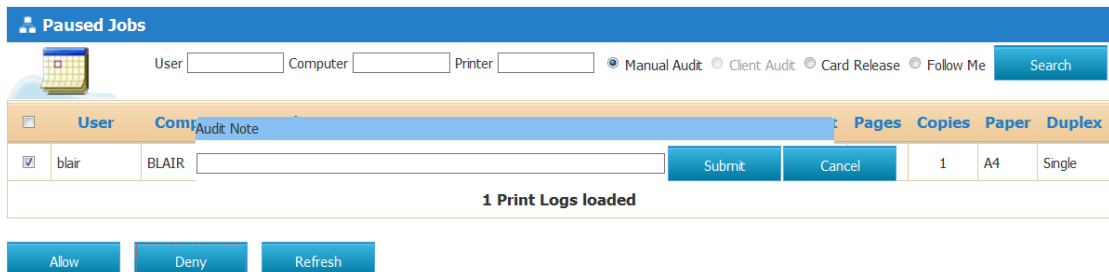 Paused Jobs
User Computer Printer Manual Audit Client Audit Card Release Follow Me Search
User Pages Copies Paper Duplex
Audit Note
blair BLAIR Submit Cancel 1 A4 Single
1 Print Logs loaded
Allow Deny Refresh